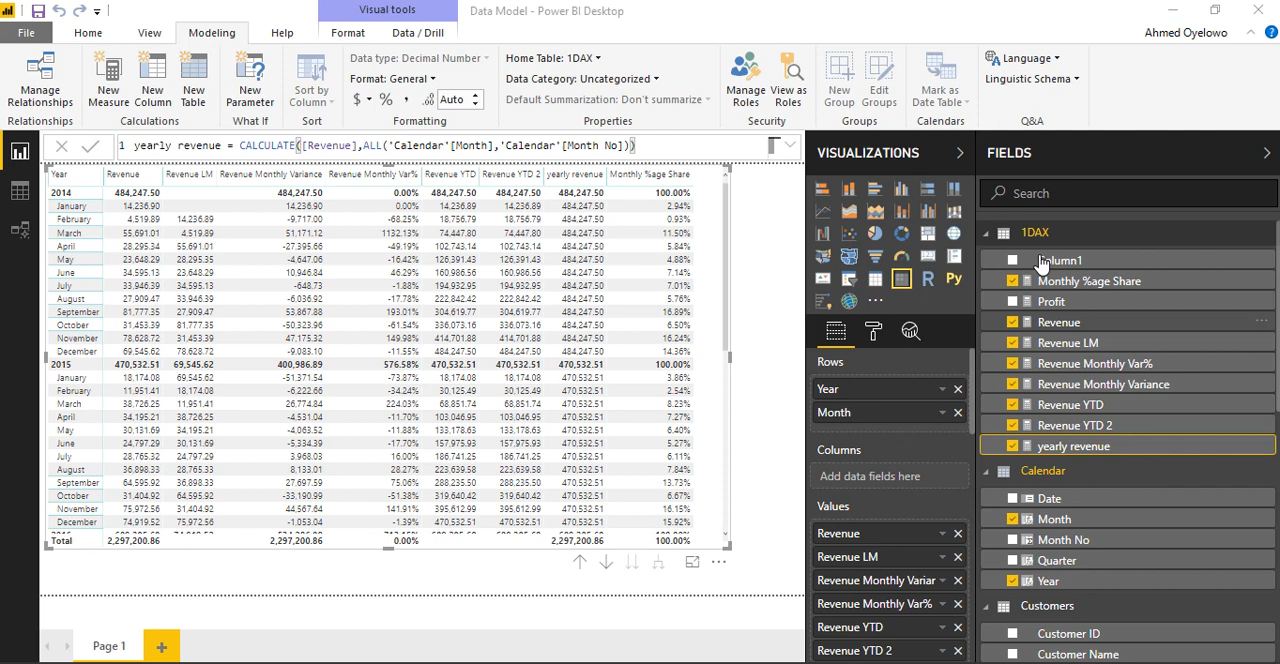 Visual tools
Data Model - Power BI Desktop
File Home View Modeling Help Format Data / Drill Ahmed Oyelowo
Manage Relationships
New Measure
New Column
New Table
New Parameter
Sort by Column
Data type: Decimal Number
Format: General
$ % , .00 Auto
Home Table: 1DAX
Data Category: Uncategorized
Default Summarization: Don't summarize
Manage Roles
View as Roles
New Group
Edit Groups
Mark as Date Table
Language
Linguistic Schema
Relationships Calculations What If Sort Formatting Properties Security Groups Calendars Q&A
1 yearly revenue = CALCULATE([Revenue],ALL('Calendar'[Month],'Calendar'[Month No]))
Year Revenue Revenue LM Revenue Monthly Variance Revenue Monthly Var% Revenue YTD Revenue YTD 2 yearly revenue Monthly %age Share
2014 484,247.50 484,247.50 0.00% 484,247.50 484,247.50 484,247.50 100.00%
January 14,236.90 14,236.90 0.00% 14,236.89 14,236.89 484,247.50 2.94%
February 4,519.89 14,236.89 -9,717.00 -68.25% 18,756.79 18,756.79 484,247.50 0.93%
March 55,691.01 4,519.89 51,171.12 1132.13% 74,447.80 74,447.80 484,247.50 11.50%
April 28,295.34 55,691.01 -27,395.66 -49.19% 102,743.14 102,743.14 484,247.50 5.84%
May 23,648.29 28,295.35 -4,647.06 -16.42% 126,391.43 126,391.43 484,247.50 4.88%
June 34,595.13 23,648.29 10,946.84 46.29% 160,986.56 160,986.56 484,247.50 7.14%
July 33,946.39 34,595.13 -648.73 -1.88% 194,932.95 194,932.95 484,247.50 7.01%
August 27,909.47 33,946.39 -6,036.92 -17.78% 222,842.42 222,842.42 484,247.50 5.76%
September 81,777.35 27,909.47 53,867.88 193.01% 304,619.77 304,619.77 484,247.50 16.89%
October 31,453.39 81,777.35 -50,323.96 -61.54% 336,073.16 336,073.16 484,247.50 6.50%
November 78,628.72 31,453.39 47,175.32 149.98% 414,701.88 414,701.88 484,247.50 16.24%
December 69,545.62 78,628.72 -9,083.10 -11.55% 484,247.50 484,247.50 484,247.50 14.36%
2015 470,532.51 69,545.62 400,986.89 576.58% 470,532.51 470,532.51 470,532.51 100.00%
January 18,174.08 69,545.62 -51,371.54 -73.87% 18,174.08 18,174.08 470,532.51 3.86%
February 11,951.41 18,174.08 -6,222.66 -34.24% 30,125.49 30,125.49 470,532.51 2.54%
March 38,726.25 11,951.41 26,774.84 224.03% 68,851.74 68,851.74 470,532.51 8.23%
April 34,195.21 38,726.25 -4,531.04 -11.70% 103,046.95 103,046.95 470,532.51 7.27%
May 30,131.69 34,195.21 -4,063.52 -11.88% 133,178.63 133,178.63 470,532.51 6.40%
June 24,797.29 30,131.69 -5,334.39 -17.70% 157,975.93 157,975.93 470,532.51 5.27%
July 28,765.32 24,797.29 3,968.03 16.00% 186,741.25 186,741.25 470,532.51 6.11%
August 36,898.33 28,765.33 8,133.01 28.27% 223,639.58 223,639.58 470,532.51 7.84%
September 64,595.92 36,898.33 27,697.59 75.06% 288,235.50 288,235.50 470,532.51 13.73%
October 31,404.92 64,595.92 -33,190.99 -51.38% 319,640.42 319,640.42 470,532.51 6.67%
November 75,972.56 31,404.92 44,567.64 141.91% 395,612.99 395,612.99 470,532.51 16.15%
December 74,919.52 75,972.56 -1,053.04 -1.39% 470,532.51 470,532.51 470,532.51 15.92%
Total 2,297,200.86 2,297,200.86 0.00% 2,297,200.86 100.00%
Page 1
VISUALIZATIONS
R Py
Rows
Year
Month
Columns
Add data fields here
Values
Revenue
Revenue LM
Revenue Monthly Variar
Revenue Monthly Var%
Revenue YTD
Revenue YTD 2
FIELDS
Search
1DAX
Monthly %age Share
Profit
Revenue
Revenue LM
Revenue Monthly Var%
Revenue Monthly Variance
Revenue YTD
Revenue YTD 2
yearly revenue
Calendar
Date
Month
Month No
Quarter
Year
Customers
Customer ID
Customer Name